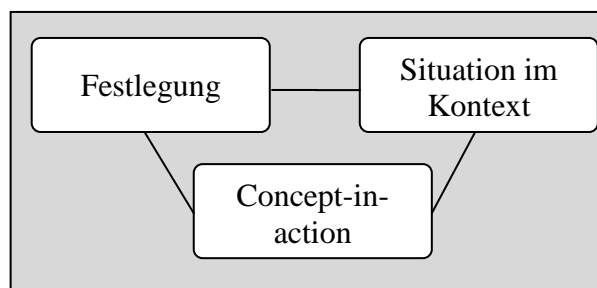 Festlegung
Situation im
Kontext
Concept-in-
action